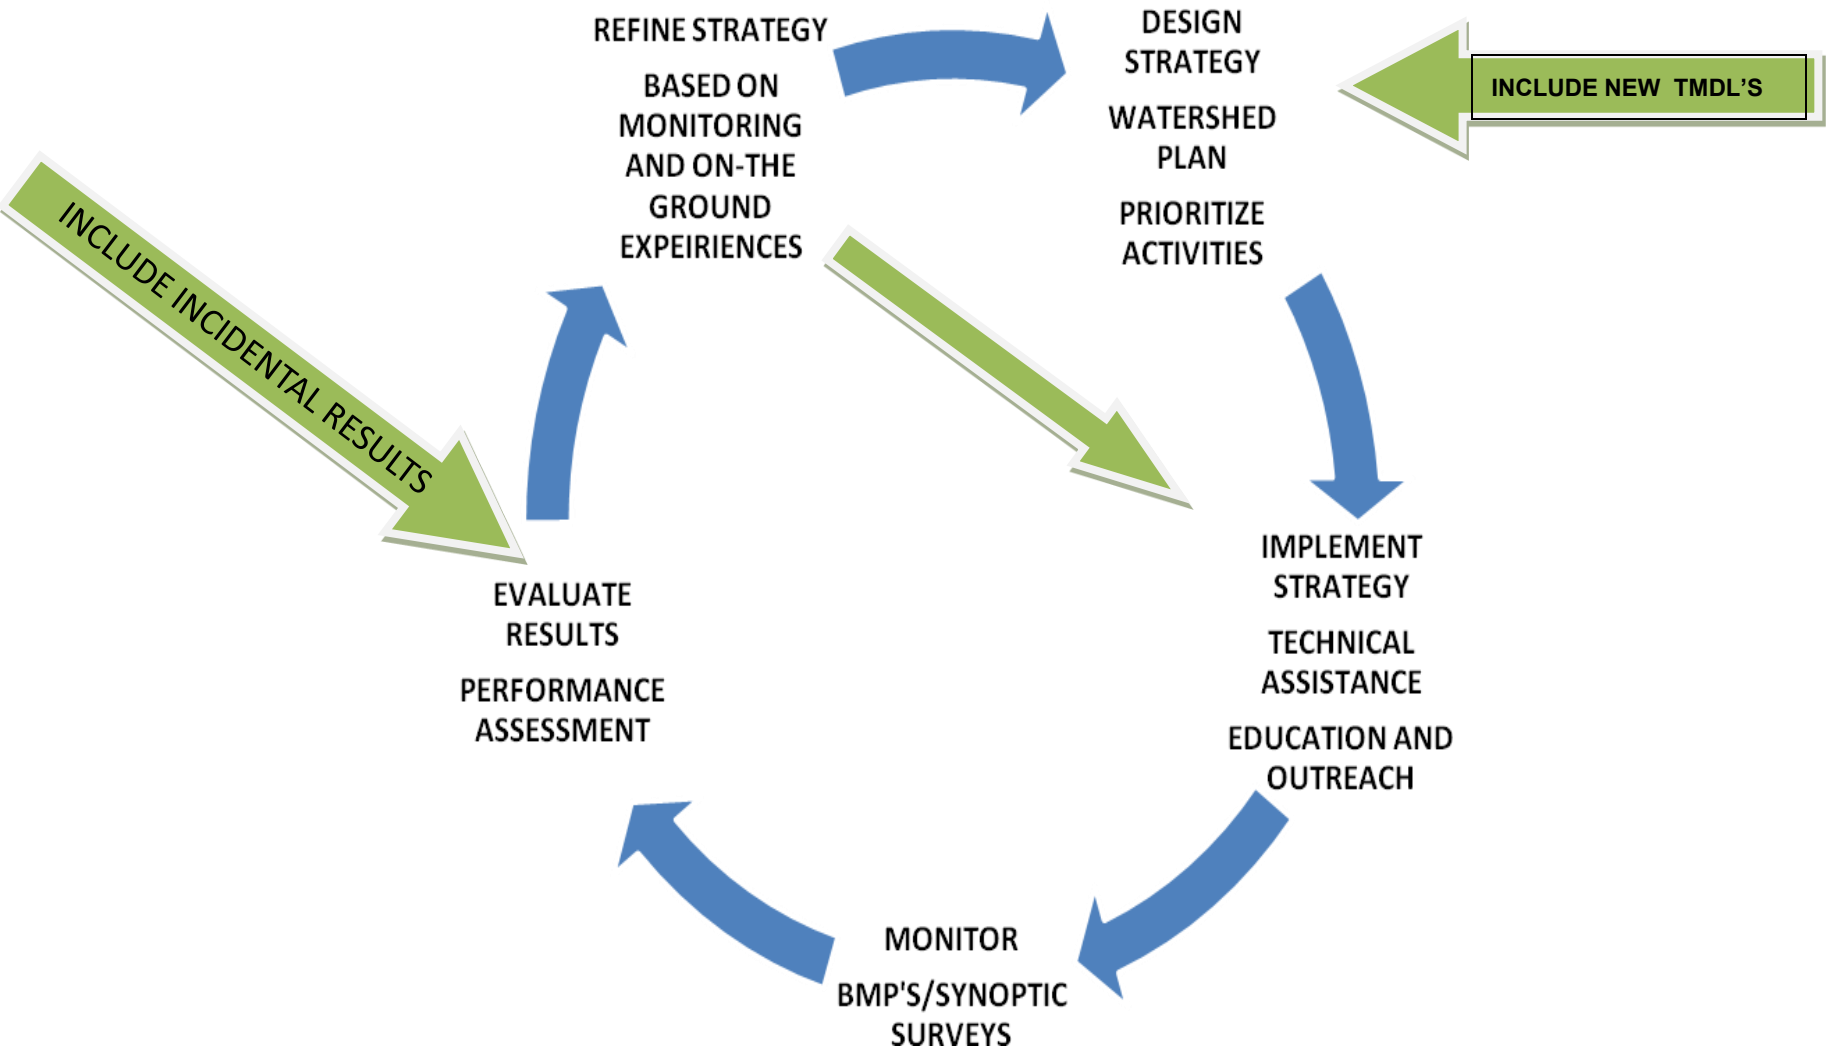 REFINE STRATEGY
BASED ON
MONITORING
AND ON-THE
GROUND
EXPEIRIENCES
DESIGN
STRATEGY
WATERSHED
PLAN
PRIORITIZE
ACTIVITIES
INCLUDE NEW TMDL'S
INCLUDE INCIDENTAL RESULTS
IMPLEMENT
STRATEGY
TECHNICAL
ASSISTANCE
EDUCATION AND
OUTREACH
MONITOR
BMP'S/SYNOPTIC
SURVEYS
EVALUATE
RESULTS
PERFORMANCE
ASSESSMENT